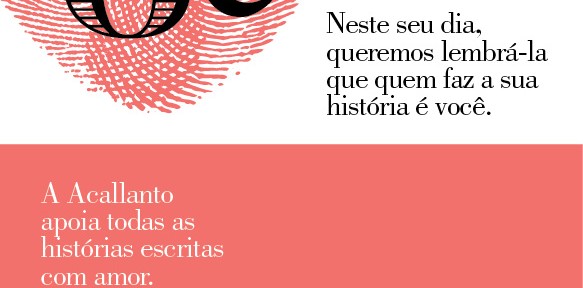 Neste seu dia,
queremos lembrá-la
que quem faz a sua
história é você.
A Acallanto
apoia todas as
histórias escritas
com amor.